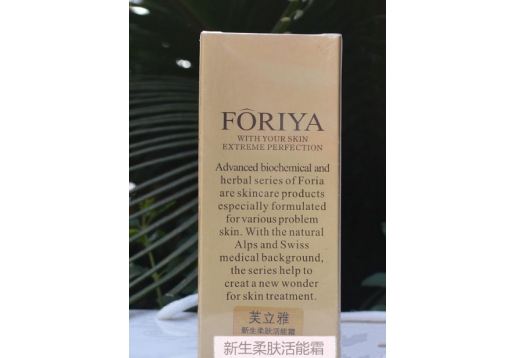 FÔRIYA
WITH YOUR SKIN
EXTREME PERFECTION
Advanced biochemical and
herbal series of Foria
are skincare products
especially formulated
for various problem
skin. With the natural
Alps and Swiss
medical background,
the series help to
creat a new wonder
for skin treatment.
芙立雅
新生柔肤活能霜
新生柔肤活能霜